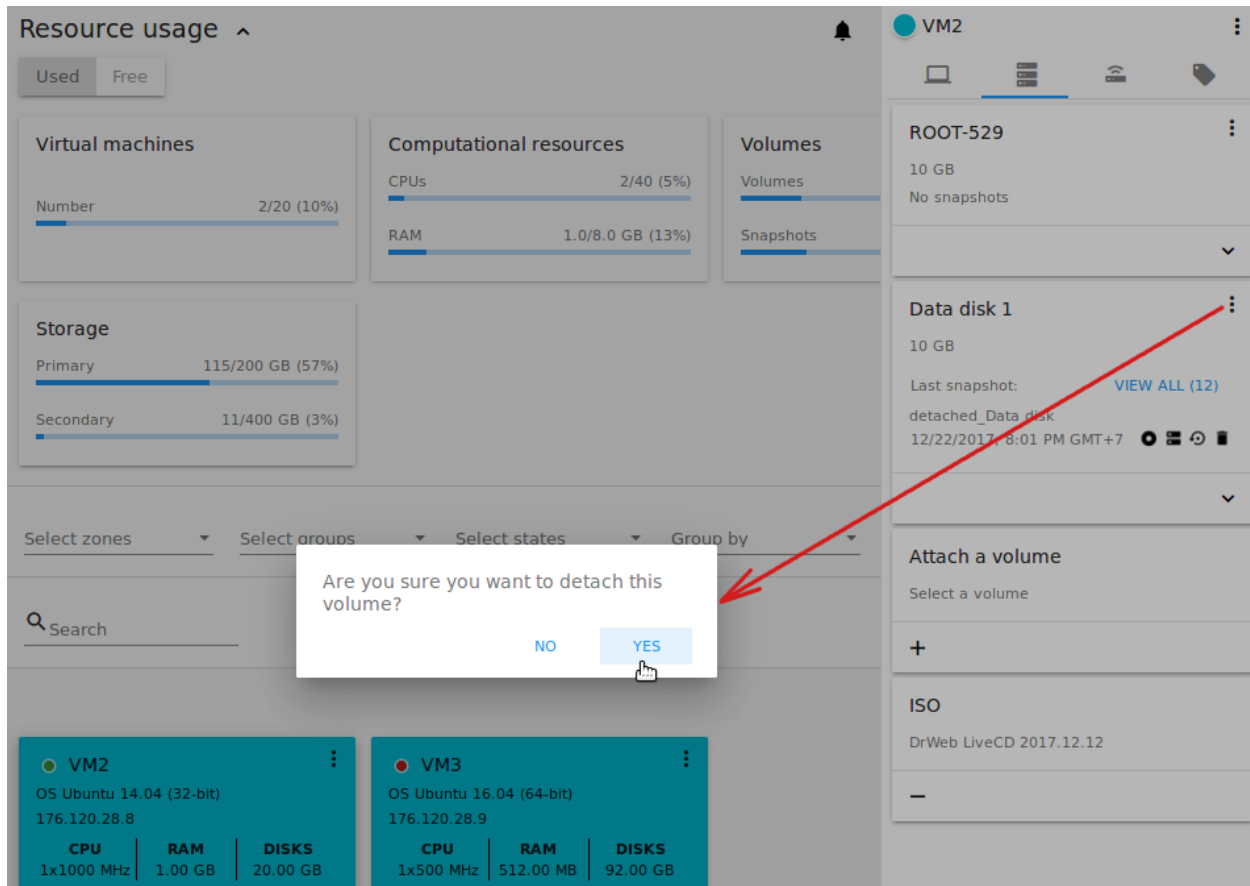 Resource usage
Used Free
Virtual machines
Number 2/20 (10%)
Computational resources
CPUs 2/40 (5%)
RAM 1.0/8.0 GB (13%)
Volumes
Volumes
Snapshots
Storage
Primary 115/200 GB (57%)
Secondary 11/400 GB (3%)
Select zones Select groups Select states Group by
Search
Are you sure you want to detach this
volume?
NO YES
VM2
OS Ubuntu 14.04 (32-bit)
176.120.28.8
CPU RAM DISKS
1x1000 MHz 1.00 GB 20.00 GB
VM3
OS Ubuntu 16.04 (64-bit)
176.120.28.9
CPU RAM DISKS
1x500 MHz 512.00 MB 92.00 GB
VM2
ROOT-529
10 GB
No snapshots
Data disk 1
10 GB
Last snapshot: VIEW ALL (12)
detached_Data disk
12/22/2017, 8:01 PM GMT+7
Attach a volume
Select a volume
ISO
DrWeb LiveCD 2017.12.12